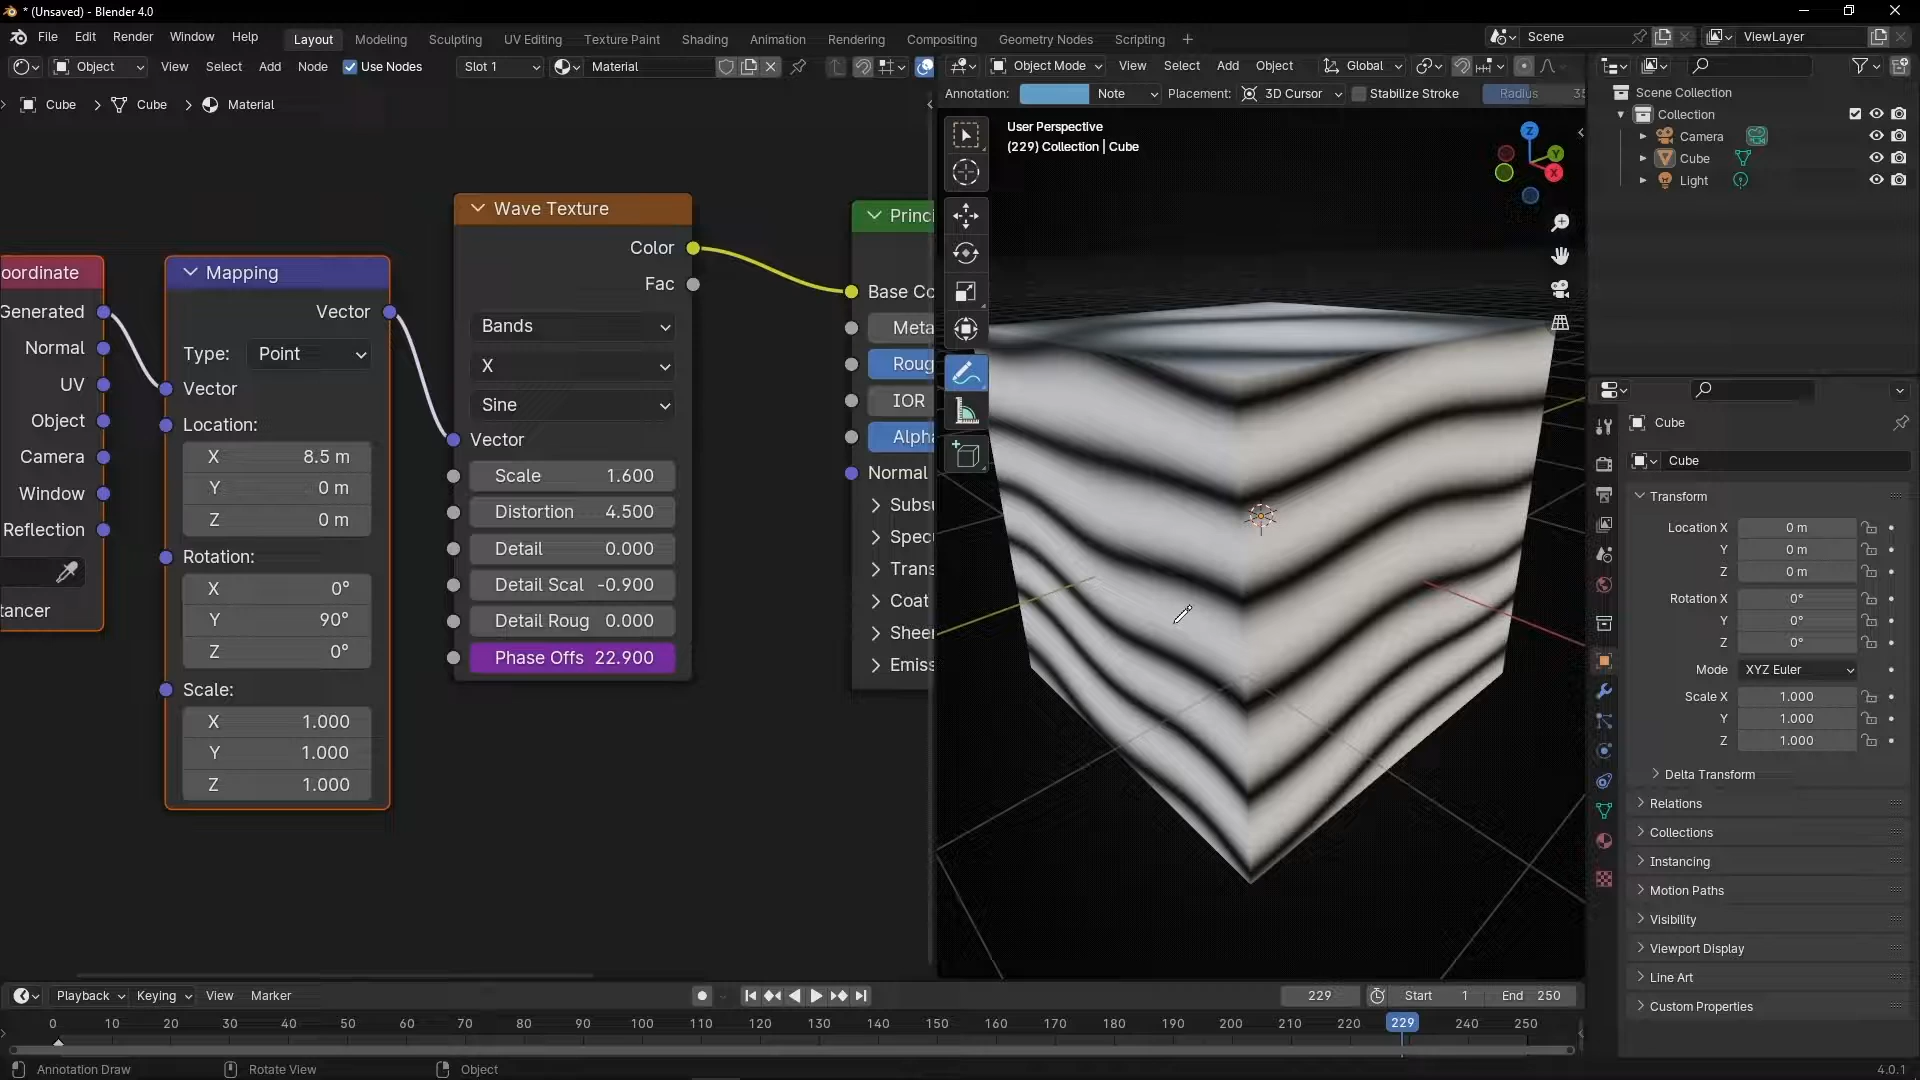 * (Unsaved) - Blender 4.0
File Edit Render Window Help Layout Modeling Sculpting UV Editing Texture Paint Shading Animation Rendering Compositing Geometry Nodes Scripting + Scene ViewLayer
Object View Select Add Node Use Nodes Slot 1 Material
Object Mode View Select Add Object Global
Cube > Cube > Material
Annotation: Note Placement: 3D Cursor Stabilize Stroke Radius 35
User Perspective
(229) Collection | Cube
Z
Y
X
oordinate
Generated
Normal
UV
Object
Camera
Window
Reflection
tancer
Mapping
Vector
Type: Point
Vector
Location:
X 8.5 m
Y 0 m
Z 0 m
Rotation:
X 0°
Y 90°
Z 0°
Scale:
X 1.000
Y 1.000
Z 1.000
Wave Texture
Color
Fac
Bands
X
Sine
Vector
Scale 1.600
Distortion 4.500
Detail 0.000
Detail Scal -0.900
Detail Roug 0.000
Phase Offs 22.900
Princi
Base Co
Meta
Roug
IOR
Alpha
Normal
Subsu
Specu
Trans
Coat
Sheer
Emiss
Scene Collection
Collection
Camera
Cube
Light
Cube
Cube
Transform
Location X 0 m
Y 0 m
Z 0 m
Rotation X 0°
Y 0°
Z 0°
Mode XYZ Euler
Scale X 1.000
Y 1.000
Z 1.000
Delta Transform
Relations
Collections
Instancing
Motion Paths
Visibility
Viewport Display
Line Art
Custom Properties
Playback Keying View Marker 229 Start 1 End 250
0 10 20 30 40 50 60 70 80 90 100 110 120 130 140 150 160 170 180 190 200 210 220 229 240 250
Annotation Draw Rotate View Object 4.0.1